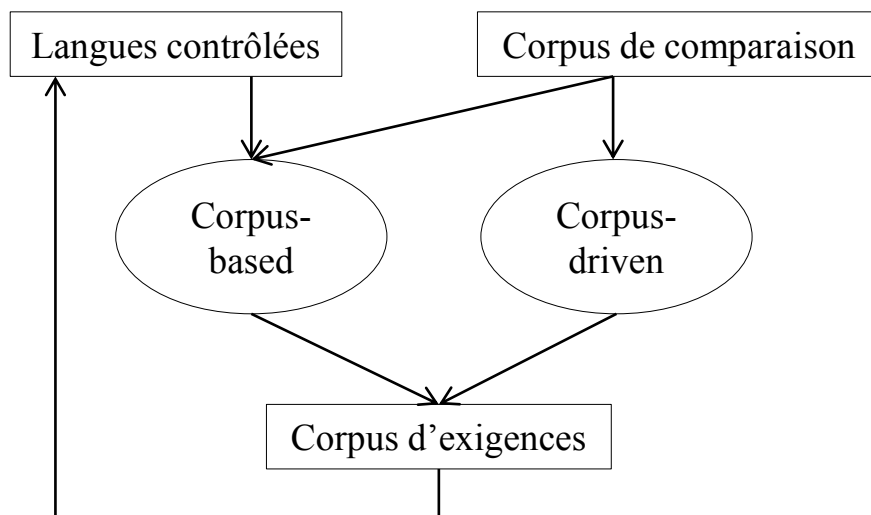 Langues contrôlées
Corpus de comparaison
Corpus-
based
Corpus-
driven
Corpus d’exigences